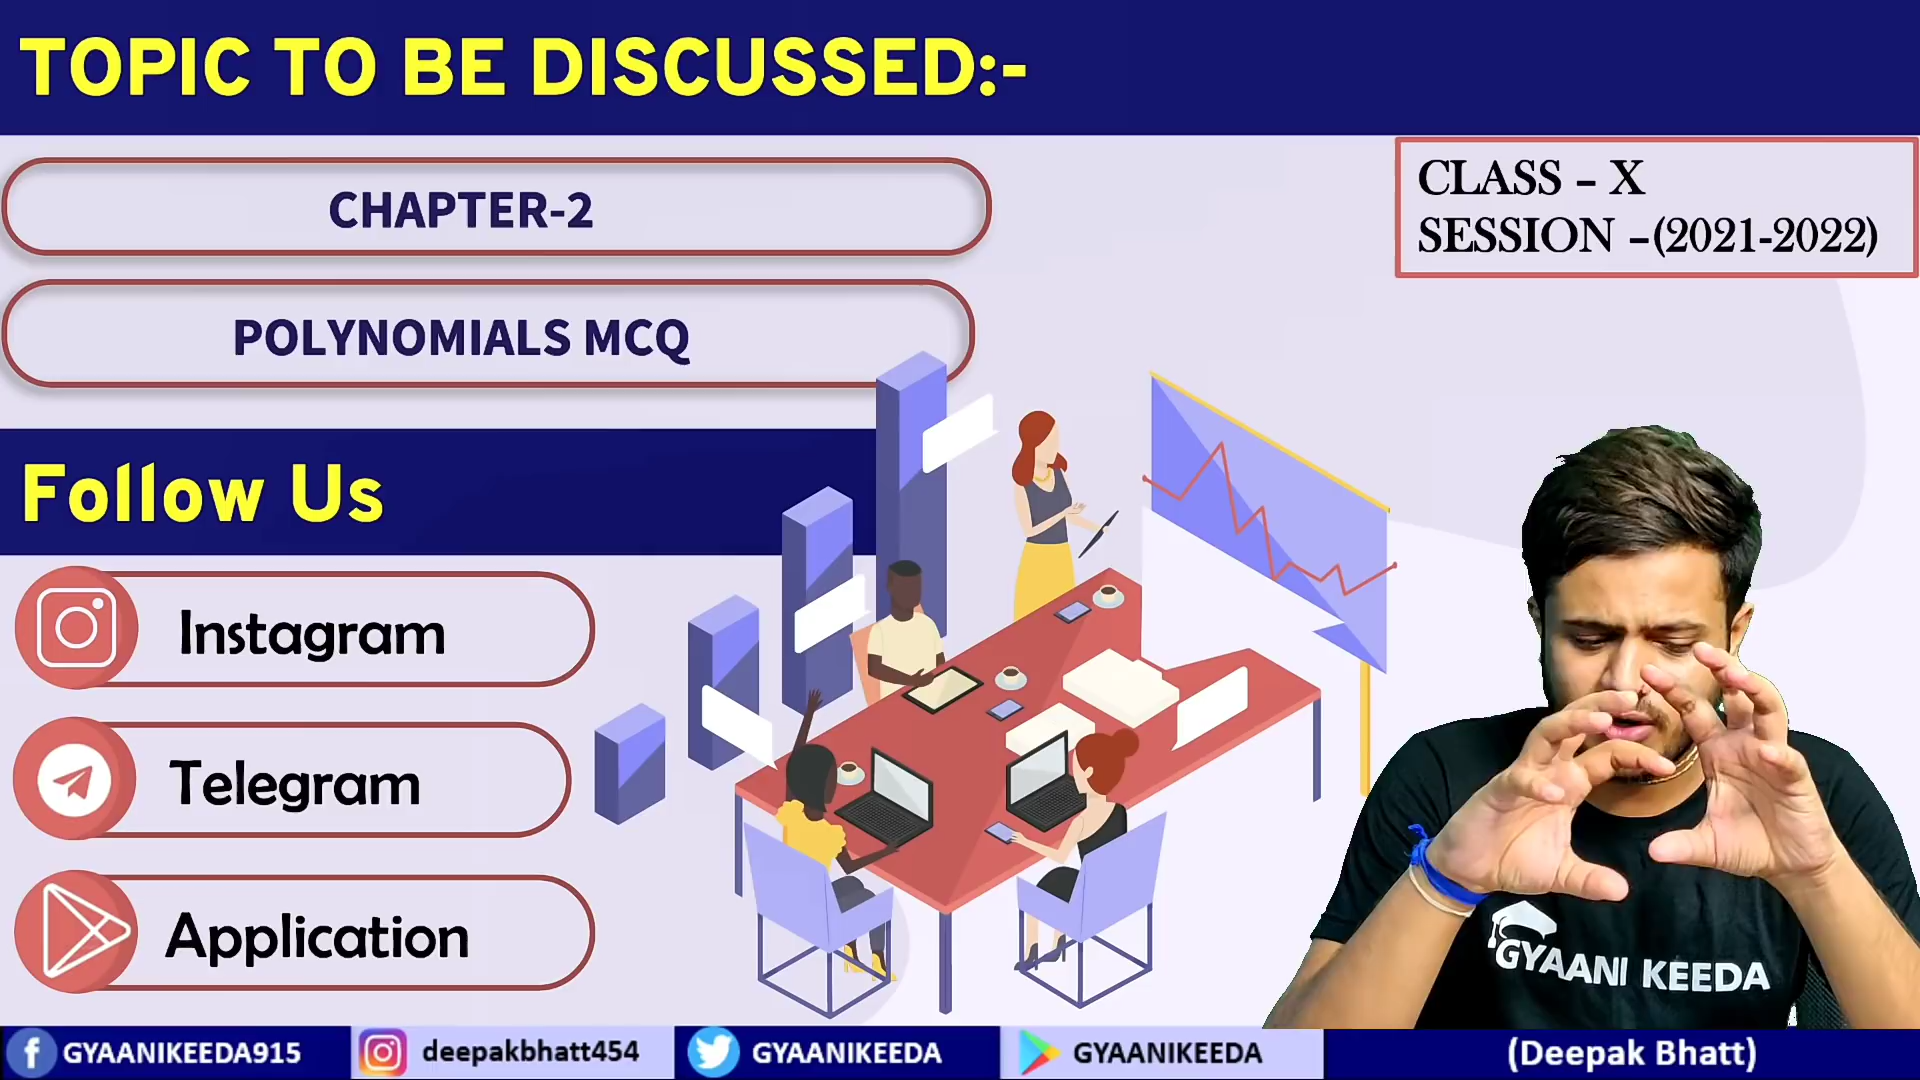 TOPIC TO BE DISCUSSED:-
CHAPTER-2
CLASS – X
SESSION –(2021-2022)
POLYNOMIALS MCQ
Follow Us
Instagram
Telegram
Application
GYAANI KEEDA
GYAANIKEEDA915
deepakbhatt454
GYAANIKEEDA
GYAANIKEEDA
(Deepak Bhatt)